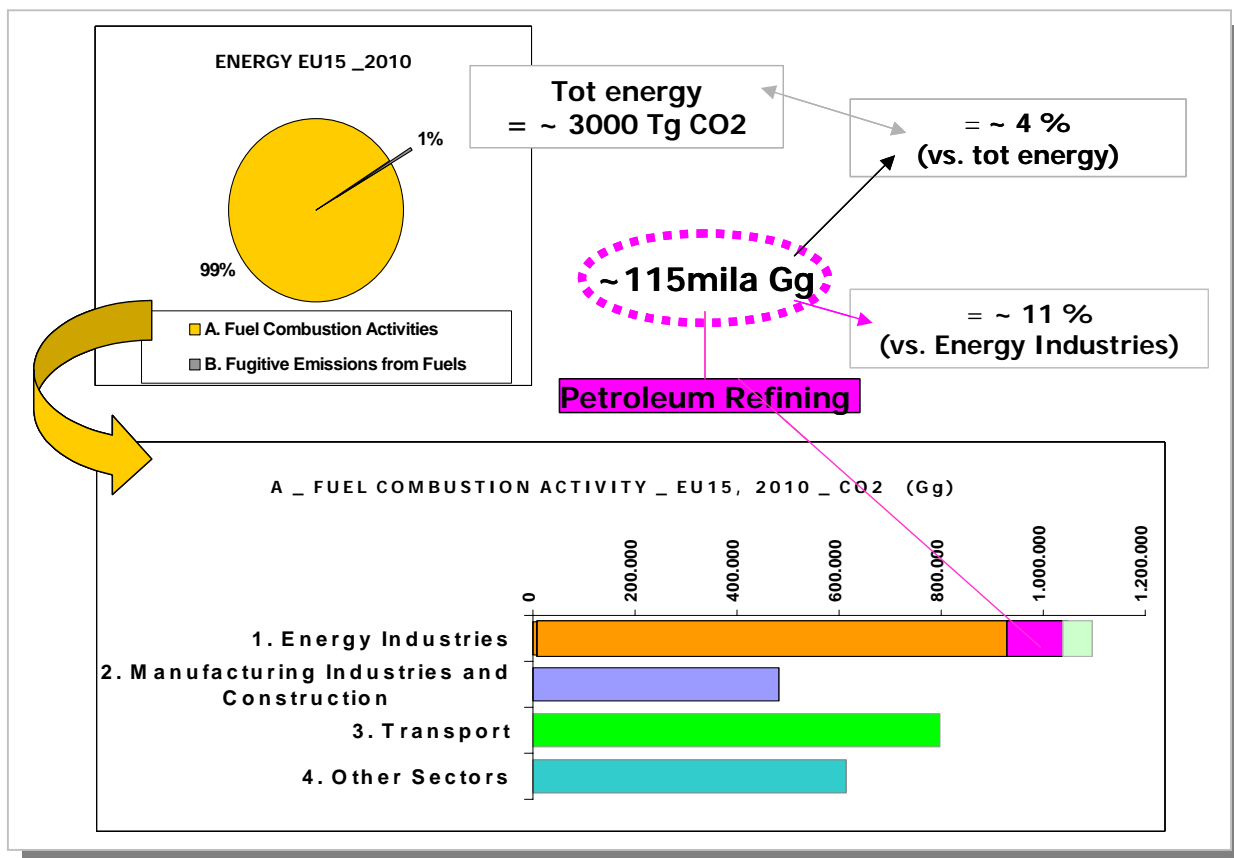 ENERGY EU15 _2010
1%
99%
A. Fuel Combustion Activities
B. Fugitive Emissions from Fuels
Tot energy
= ~ 3000 Tg CO2
= ~ 4 %
(vs. tot energy)
~115mila Gg
= ~ 11 %
(vs. Energy Industries)
Petroleum Refining
A _ FUEL COMBUSTION ACTIVITY _ EU15, 2010 _ CO2 (Gg)
0
200.000
400.000
600.000
800.000
1.000.000
1.200.000
1. Energy Industries
2. Manufacturing Industries and
Construction
3. Transport
4. Other Sectors